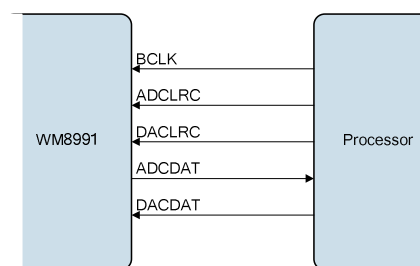 BCLK
ADCLRC
DACLRC
WM8991
Processor
ADCDAT
DACDAT